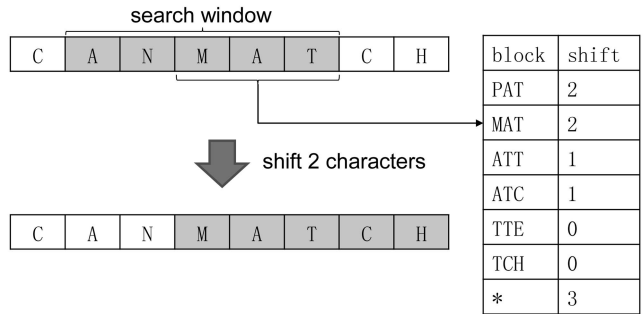 search window
C A N M A T C H
shift 2 characters
C A N M A T C H
block shift
PAT 2
MAT 2
ATT 1
ATC 1
TTE 0
TCH 0
* 3